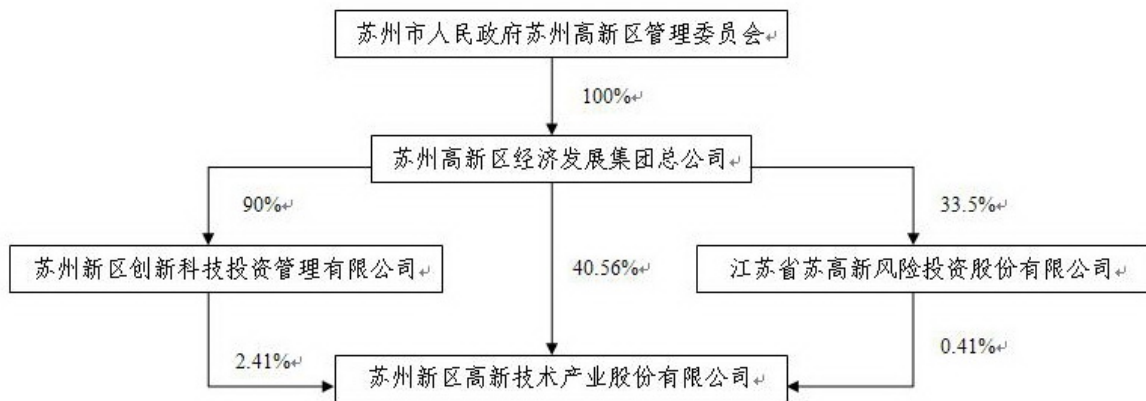 苏州市人民政府苏州高新区管理委员会↵
100%↵
苏州高新区经济发展集团总公司↵
90%↵
33.5%↵
苏州新区创新科技投资管理有限公司↵
40.56%↵
江苏省苏高新风险投资股份有限公司↵
2.41%↵
0.41%↵
苏州新区高新技术产业股份有限公司↵